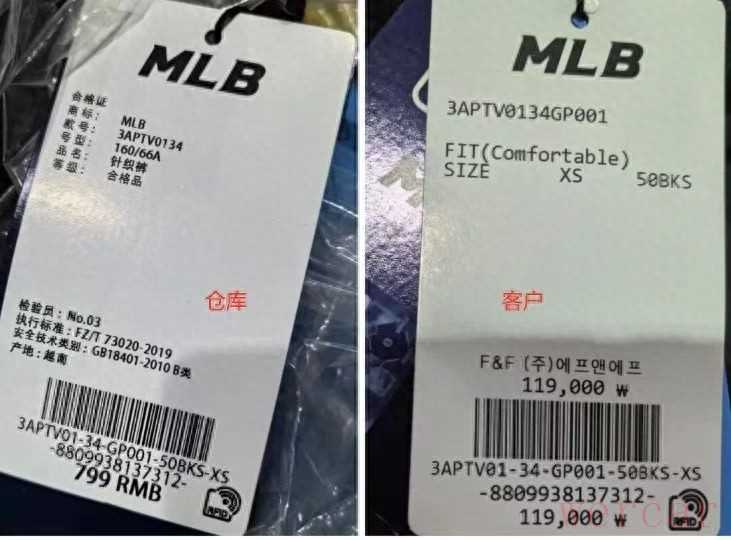 MLB
合格证
商标: MLB
款号: 3APTV0134
号型: 160/66A
品名: 针织裤
等级: 合格品
仓库
检验员: No.03
执行标准: FZ/T 73020-2019
安全技术类别: GB18401-2010 B类
产地: 越南
3APTV01-34-GP001-50BKS-XS
-8809938137312-
799 RMB
RFID
MLB
3APTV0134GP001
FIT(Comfortable)
SIZE XS 50BKS
客户
F&F (주)에프앤에프
119,000 ₩
3APTV01-34-GP001-50BKS-XS
-8809938137312-
119,000 ₩
RFID